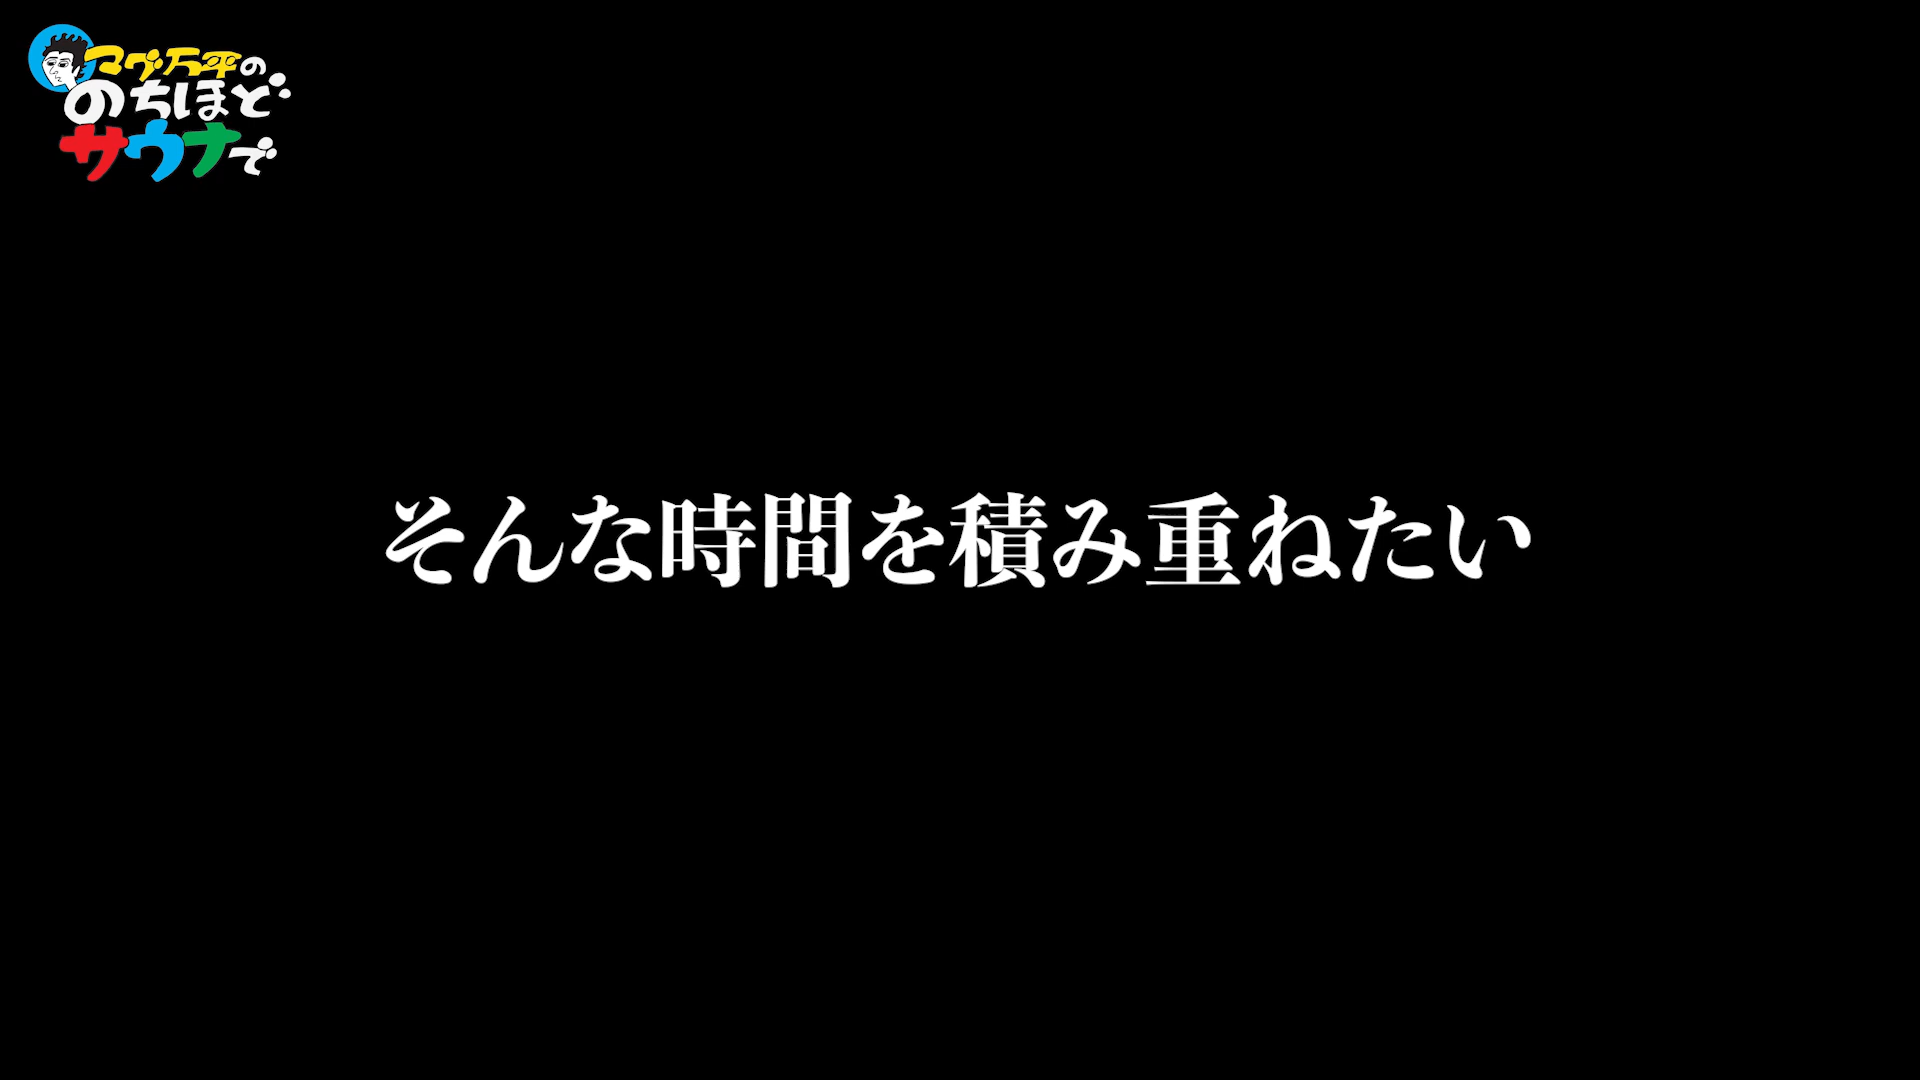 マグ万平の
のちほど
サウナで
そんな時間を積み重ねたい